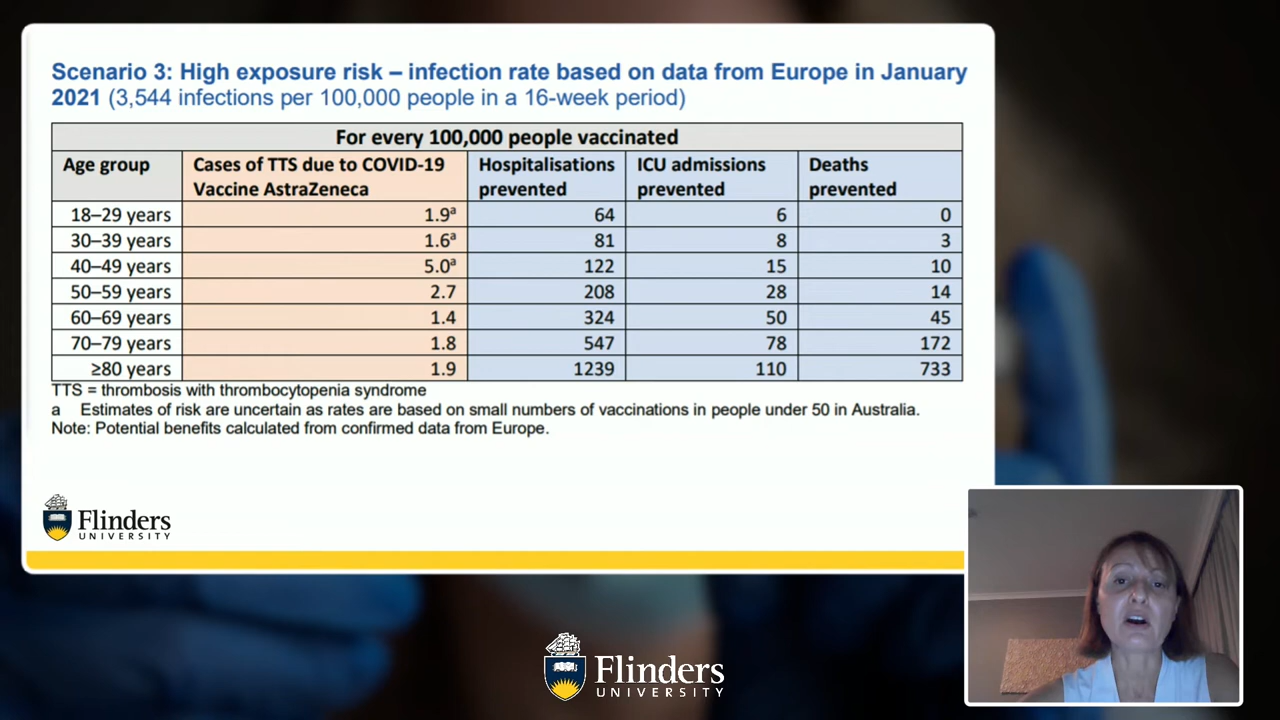 Scenario 3: High exposure risk – infection rate based on data from Europe in January
2021 (3,544 infections per 100,000 people in a 16-week period)
For every 100,000 people vaccinated
Age group Cases of TTS due to COVID-19 Vaccine AstraZeneca Hospitalisations prevented ICU admissions prevented Deaths prevented
18–29 years 1.9ᵃ 64 6 0
30–39 years 1.6ᵃ 81 8 3
40–49 years 5.0ᵃ 122 15 10
50–59 years 2.7 208 28 14
60–69 years 1.4 324 50 45
70–79 years 1.8 547 78 172
≥80 years 1.9 1239 110 733
TTS = thrombosis with thrombocytopenia syndrome
a Estimates of risk are uncertain as rates are based on small numbers of vaccinations in people under 50 in Australia.
Note: Potential benefits calculated from confirmed data from Europe.
Flinders
UNIVERSITY
Flinders
UNIVERSITY